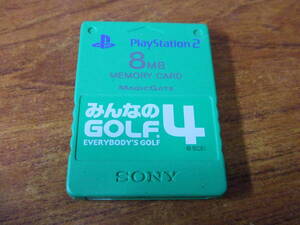 PlayStation 2
8MB
MEMORY CARD
MAGICGATE
みんなの
GOLF 4
EVERYBODY'S GOLF
SONY